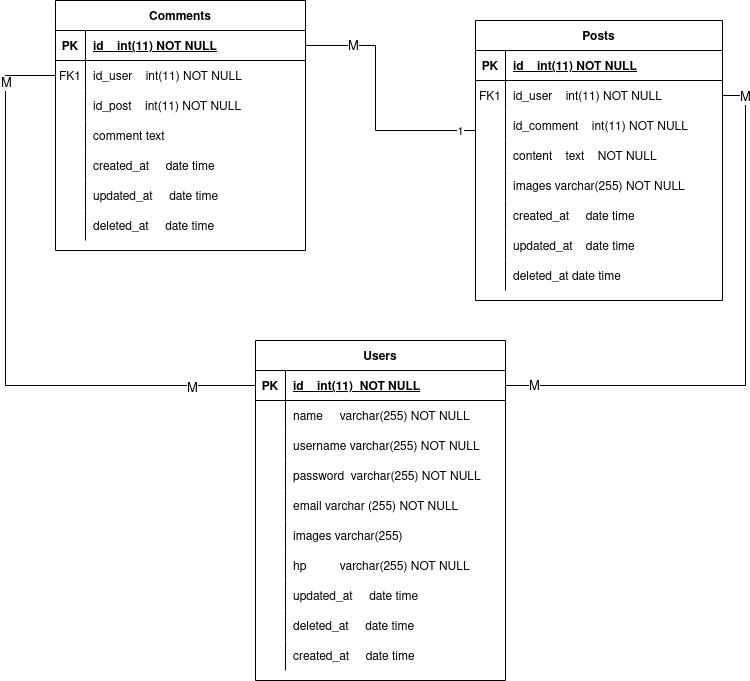 Comments
PK id int(11) NOT NULL
FK1 id_user int(11) NOT NULL
id_post int(11) NOT NULL
comment text
created_at date time
updated_at date time
deleted_at date time
M
1
M
M
Posts
PK id int(11) NOT NULL
FK1 id_user int(11) NOT NULL
id_comment int(11) NOT NULL
content text NOT NULL
images varchar(255) NOT NULL
created_at date time
updated_at date time
deleted_at date time
M
M
Users
PK id int(11) NOT NULL
name varchar(255) NOT NULL
username varchar(255) NOT NULL
password varchar(255) NOT NULL
email varchar (255) NOT NULL
images varchar(255)
hp varchar(255) NOT NULL
updated_at date time
deleted_at date time
created_at date time
M